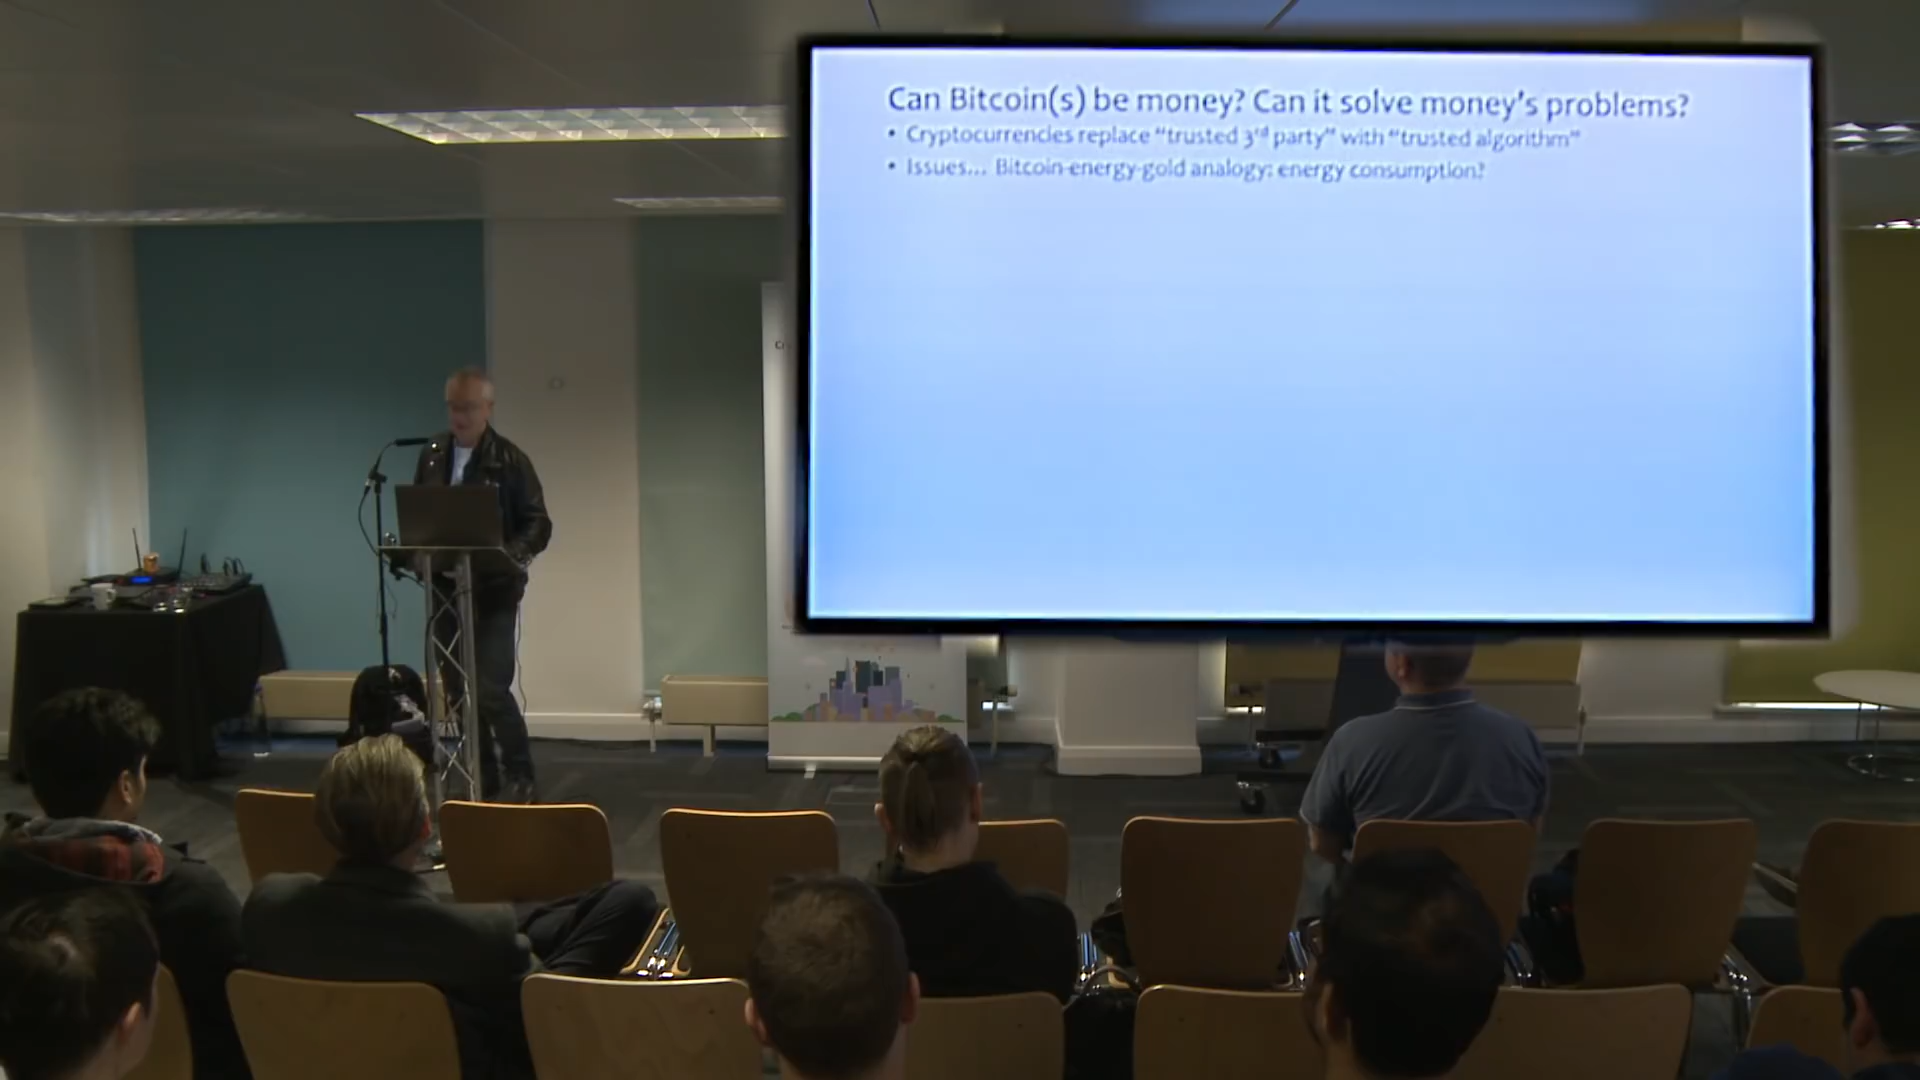 Can Bitcoin(s) be money? Can it solve money's problems?
• Cryptocurrencies replace "trusted 3rd party" with "trusted algorithm"
• Issues... Bitcoin-energy-gold analogy: energy consumption?